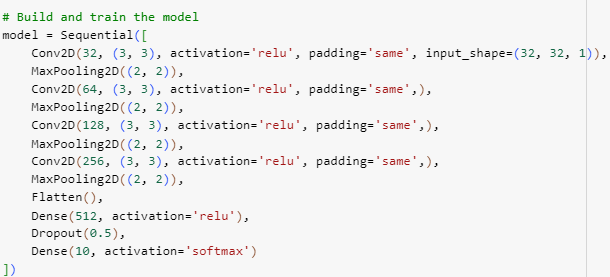 # Build and train the model
model = Sequential([
    Conv2D(32, (3, 3), activation='relu', padding='same', input_shape=(32, 32, 1)),
    MaxPooling2D((2, 2)),
    Conv2D(64, (3, 3), activation='relu', padding='same',),
    MaxPooling2D((2, 2)),
    Conv2D(128, (3, 3), activation='relu', padding='same',),
    MaxPooling2D((2, 2)),
    Conv2D(256, (3, 3), activation='relu', padding='same',),
    MaxPooling2D((2, 2)),
    Flatten(),
    Dense(512, activation='relu'),
    Dropout(0.5),
    Dense(10, activation='softmax')
])